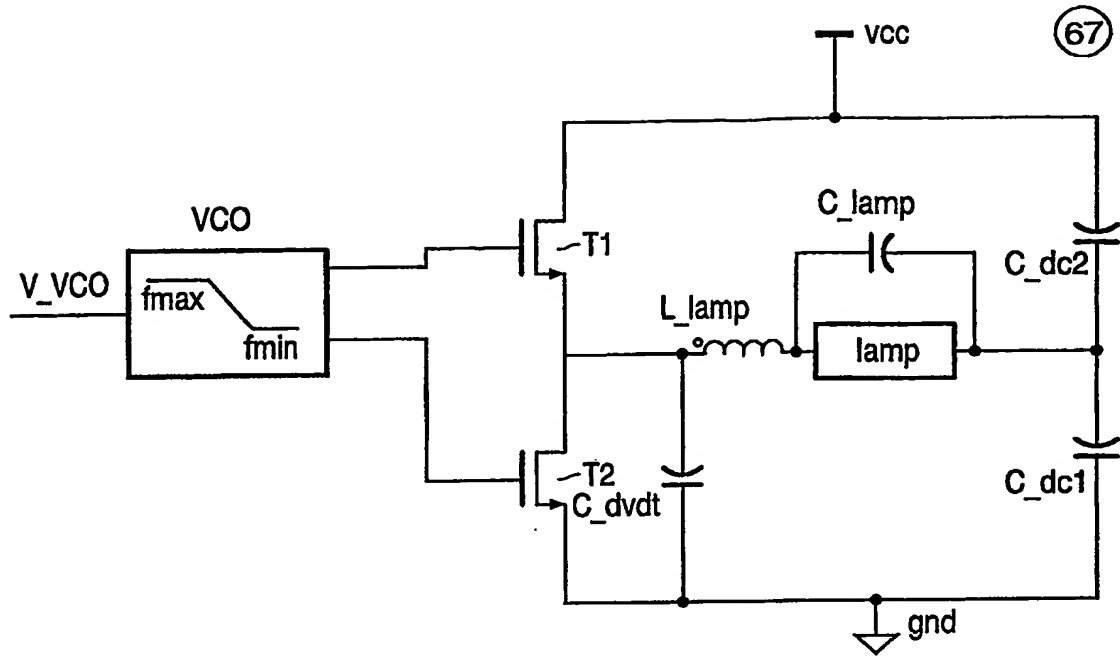 67
vcc
VCO
V_VCO
fmax
fmin
T1
C_lamp
C_dc2
L_lamp
lamp
T2
C_dvdt
C_dc1
gnd